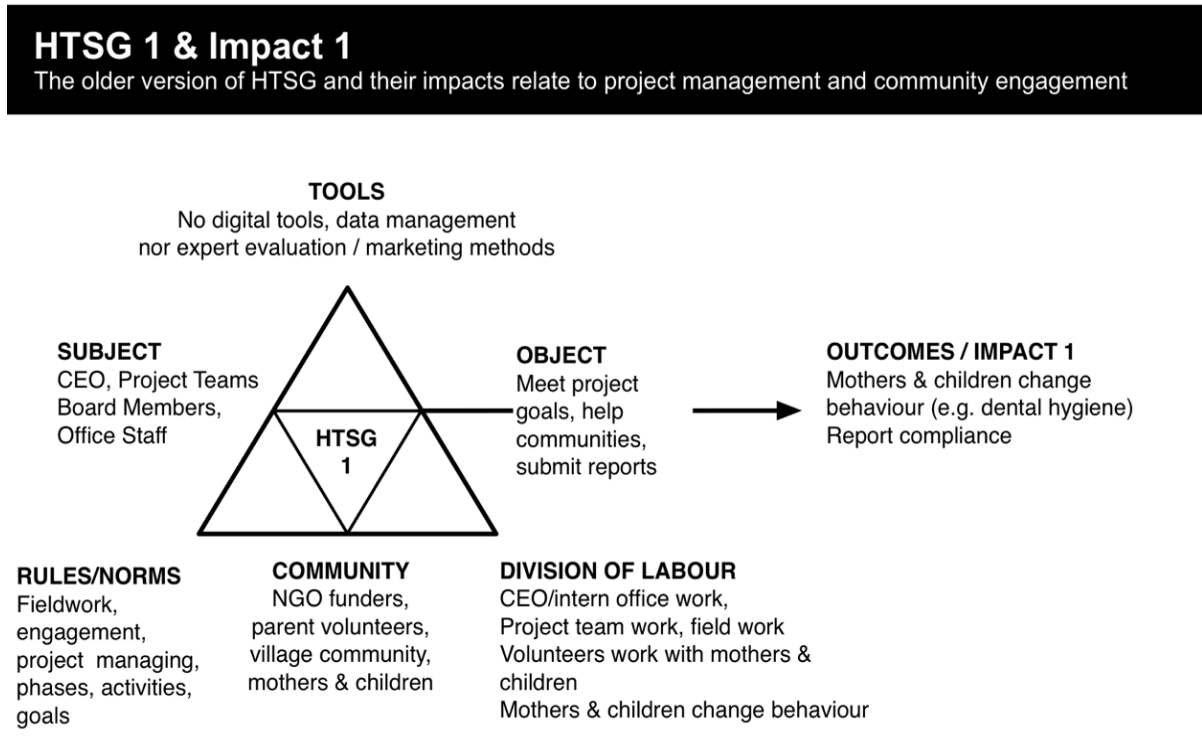 HTSG 1 & Impact 1
The older version of HTSG and their impacts relate to project management and community engagement
TOOLS
No digital tools, data management
nor expert evaluation / marketing methods
SUBJECT
CEO, Project Teams
Board Members,
Office Staff
HTSG
1
OBJECT
Meet project
goals, help
communities,
submit reports
OUTCOMES / IMPACT 1
Mothers & children change
behaviour (e.g. dental hygiene)
Report compliance
RULES/NORMS
Fieldwork,
engagement,
project managing,
phases, activities,
goals
COMMUNITY
NGO funders,
parent volunteers,
village community,
mothers & children
DIVISION OF LABOUR
CEO/intern office work,
Project team work, field work
Volunteers work with mothers &
children
Mothers & children change behaviour